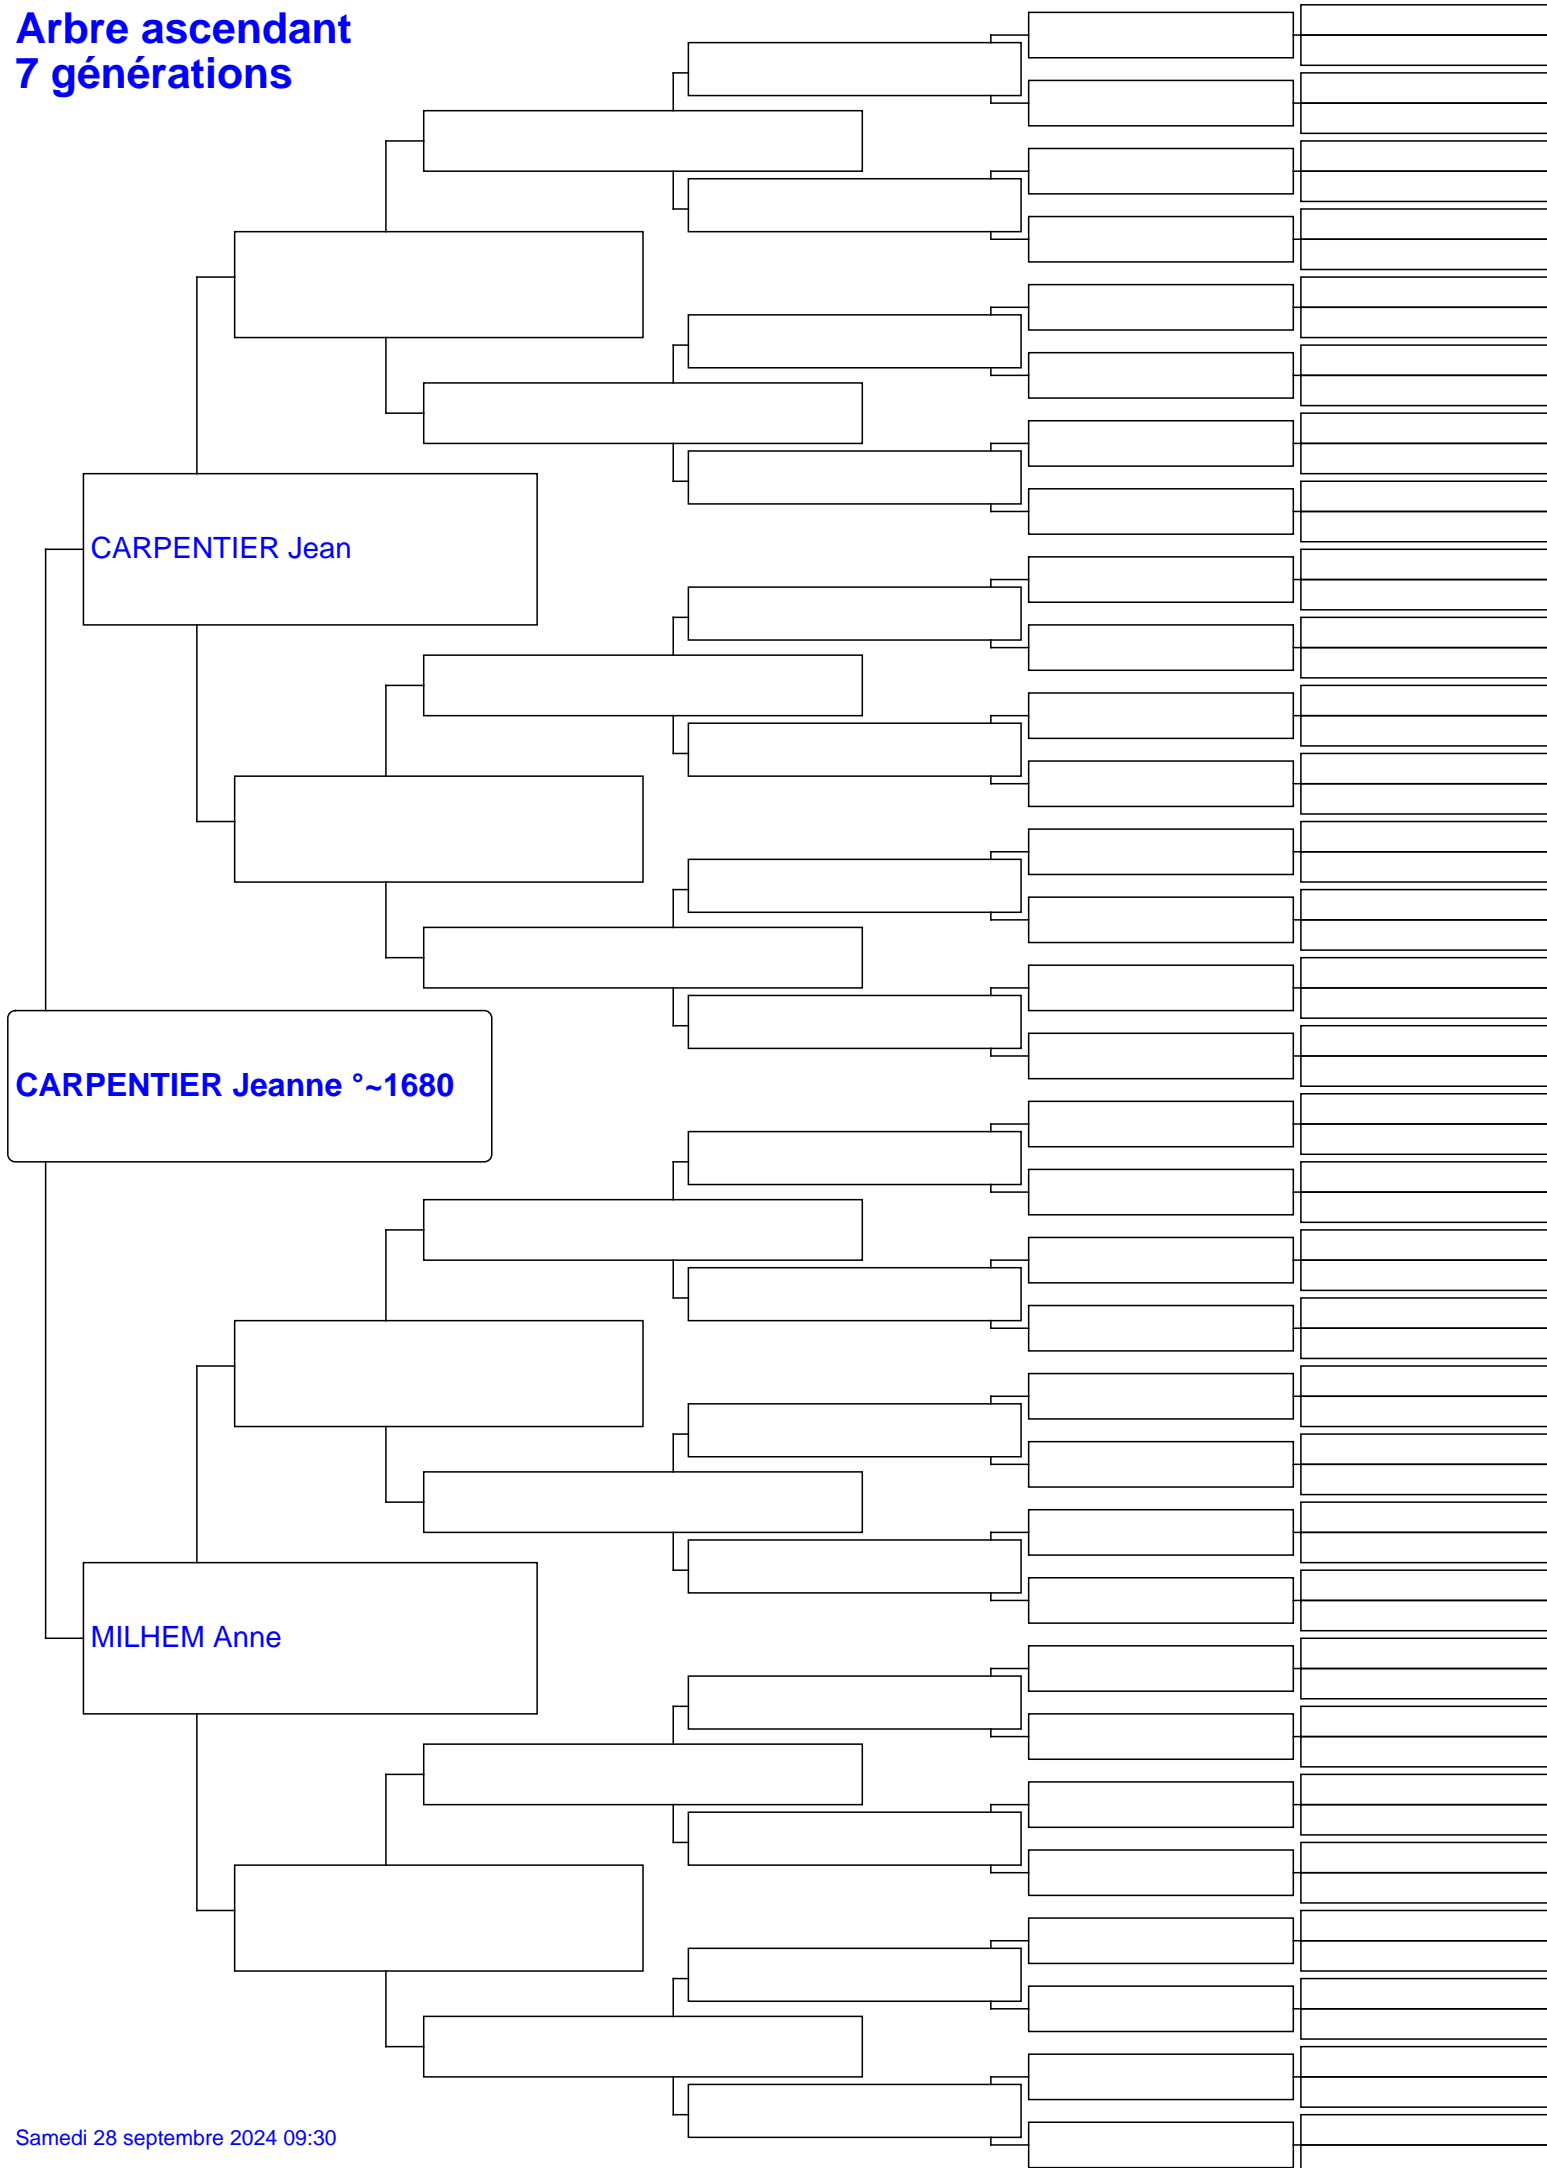 Arbre ascendant
7 générations
CARPENTIER Jean
CARPENTIER Jeanne °~1680
MILHEM Anne
Samedi 28 septembre 2024 09:30